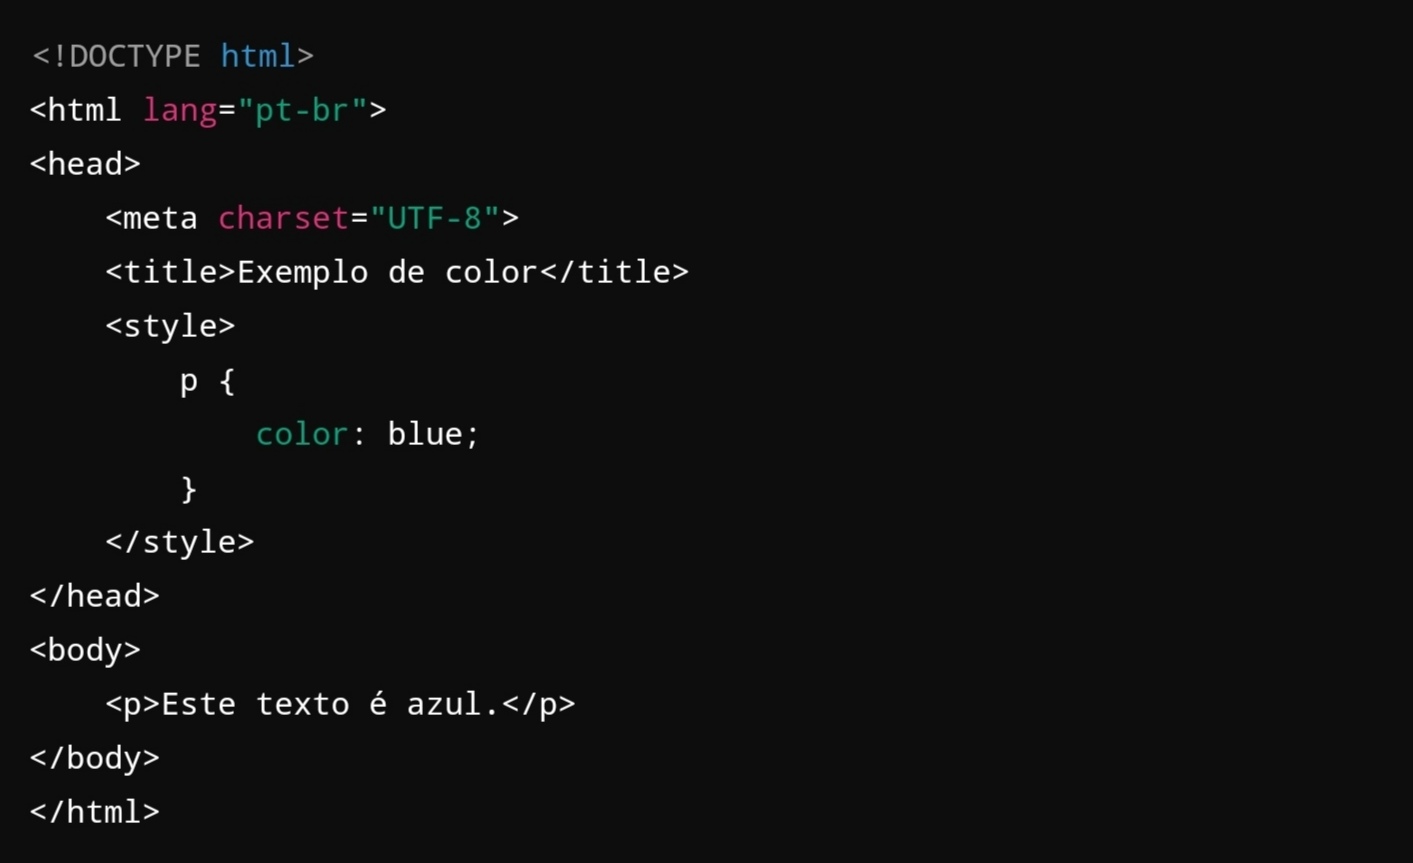 <!DOCTYPE html>
<html lang="pt-br">
<head>
    <meta charset="UTF-8">
    <title>Exemplo de color</title>
    <style>
        p {
            color: blue;
        }
    </style>
</head>
<body>
    <p>Este texto é azul.</p>
</body>
</html>